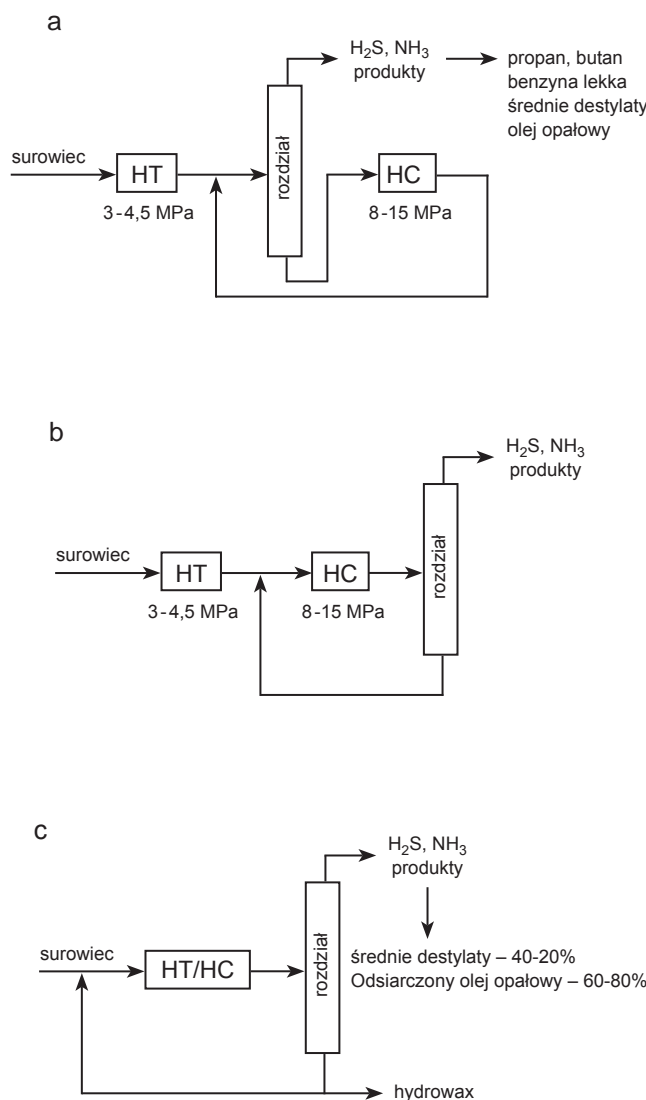 a
H₂S, NH₃
produkty
propan, butan
benzyna lekka
średnie destylaty
olej opałowy
surowiec
HT
3-4,5 MPa
rozdział
HC
8-15 MPa
b
H₂S, NH₃
produkty
surowiec
HT
3-4,5 MPa
HC
8-15 MPa
rozdział
c
H₂S, NH₃
produkty
surowiec
HT/HC
rozdział
średnie destylaty – 40-20%
Odsiarczony olej opałowy – 60-80%
hydrowax